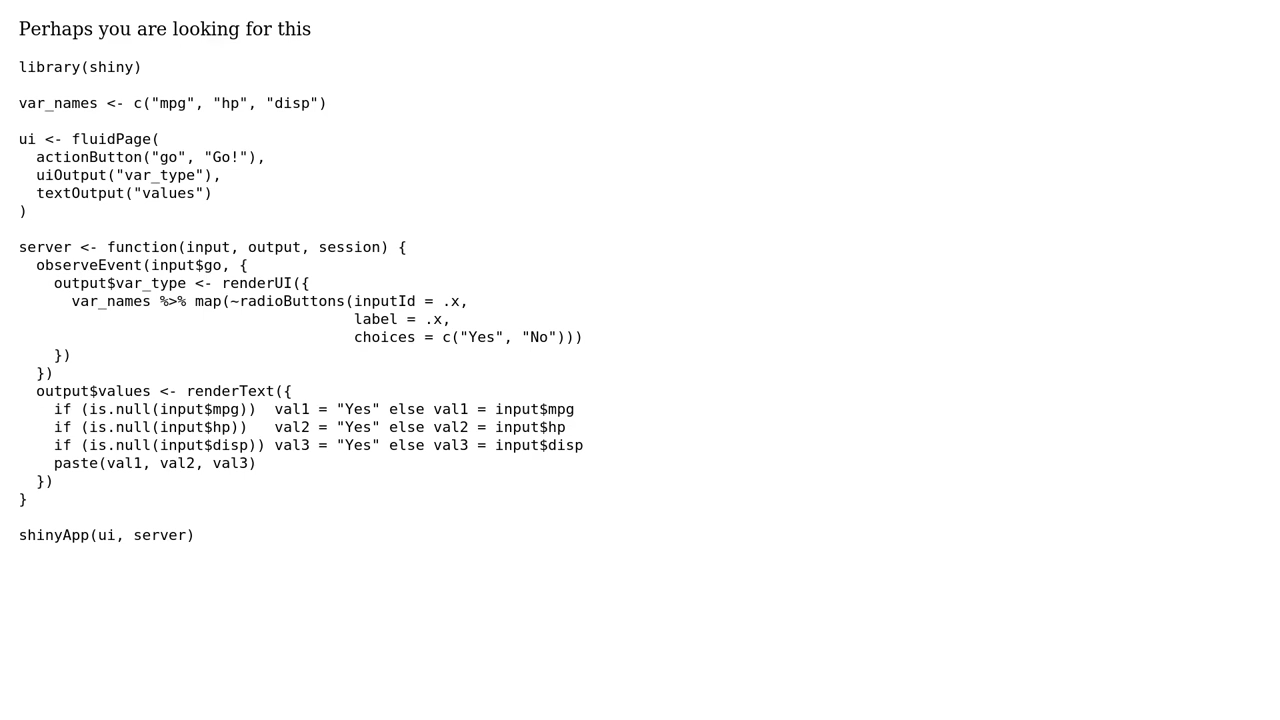 Perhaps you are looking for this
library(shiny)
var_names <- c("mpg", "hp", "disp")
ui <- fluidPage(
  actionButton("go", "Go!"),
  uiOutput("var_type"),
  textOutput("values")
)
server <- function(input, output, session) {
  observeEvent(input$go, {
    output$var_type <- renderUI({
      var_names %>% map(~radioButtons(inputId = .x,
                                      label = .x,
                                      choices = c("Yes", "No")))
    })
  })
  output$values <- renderText({
    if (is.null(input$mpg))  val1 = "Yes" else val1 = input$mpg
    if (is.null(input$hp))   val2 = "Yes" else val2 = input$hp
    if (is.null(input$disp)) val3 = "Yes" else val3 = input$disp
    paste(val1, val2, val3)
  })
}
shinyApp(ui, server)